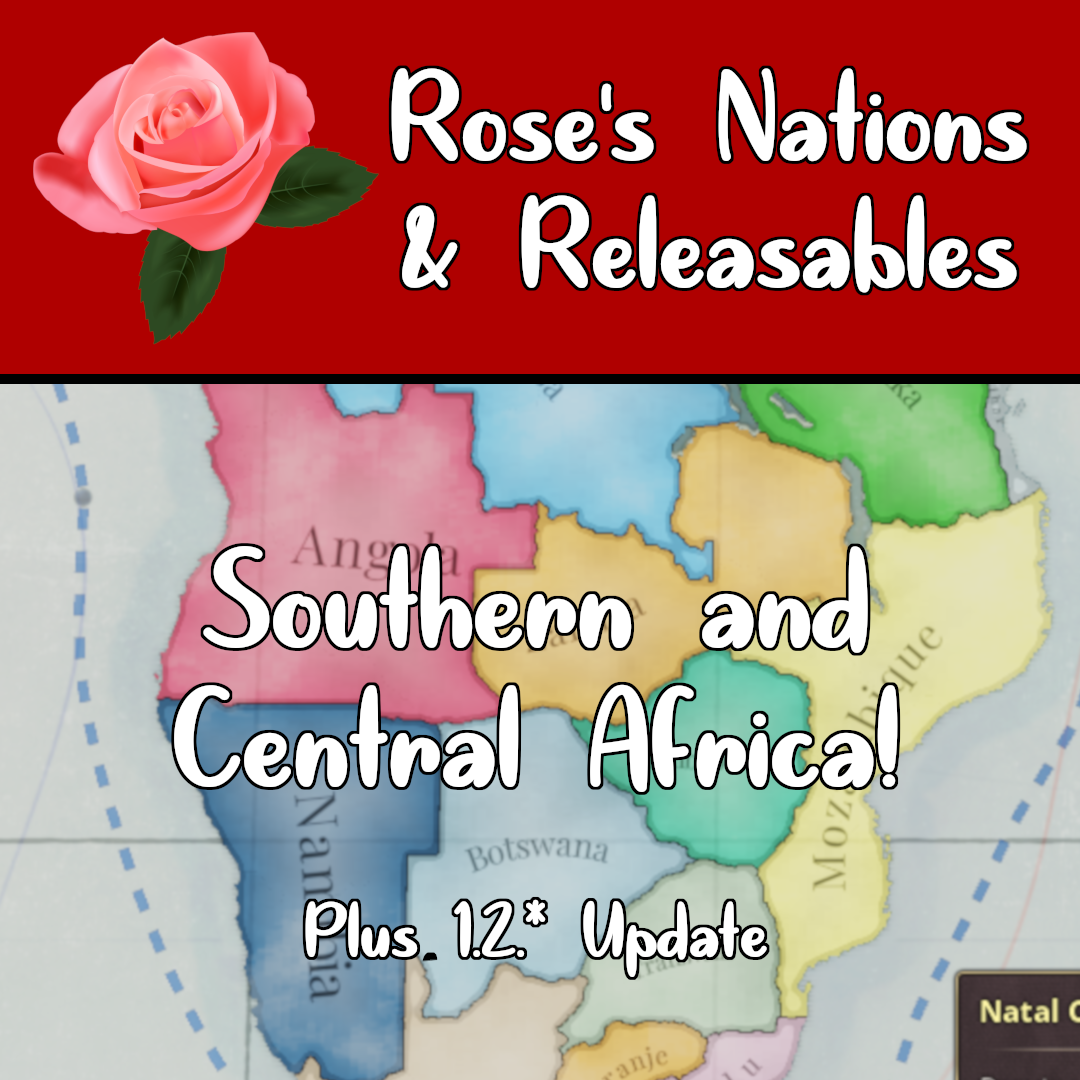 Rose's Nations
& Releasables
Angola
Southern and
Central Africa!
Mozambique
Namibia
Botswana
Plus 1.2.* Update
Natal